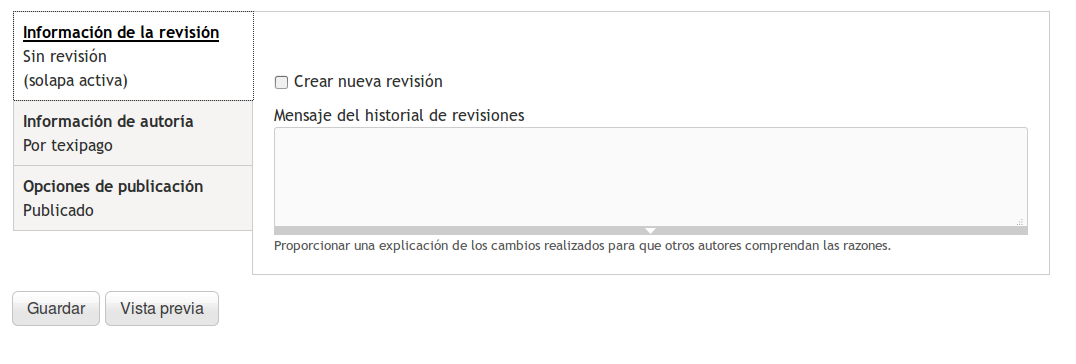 Información de la revisión
Sin revisión
(solapa activa)
Información de autoría
Por texipago
Opciones de publicación
Publicado
Crear nueva revisión
Mensaje del historial de revisiones
Proporcionar una explicación de los cambios realizados para que otros autores comprendan las razones.
Guardar
Vista previa